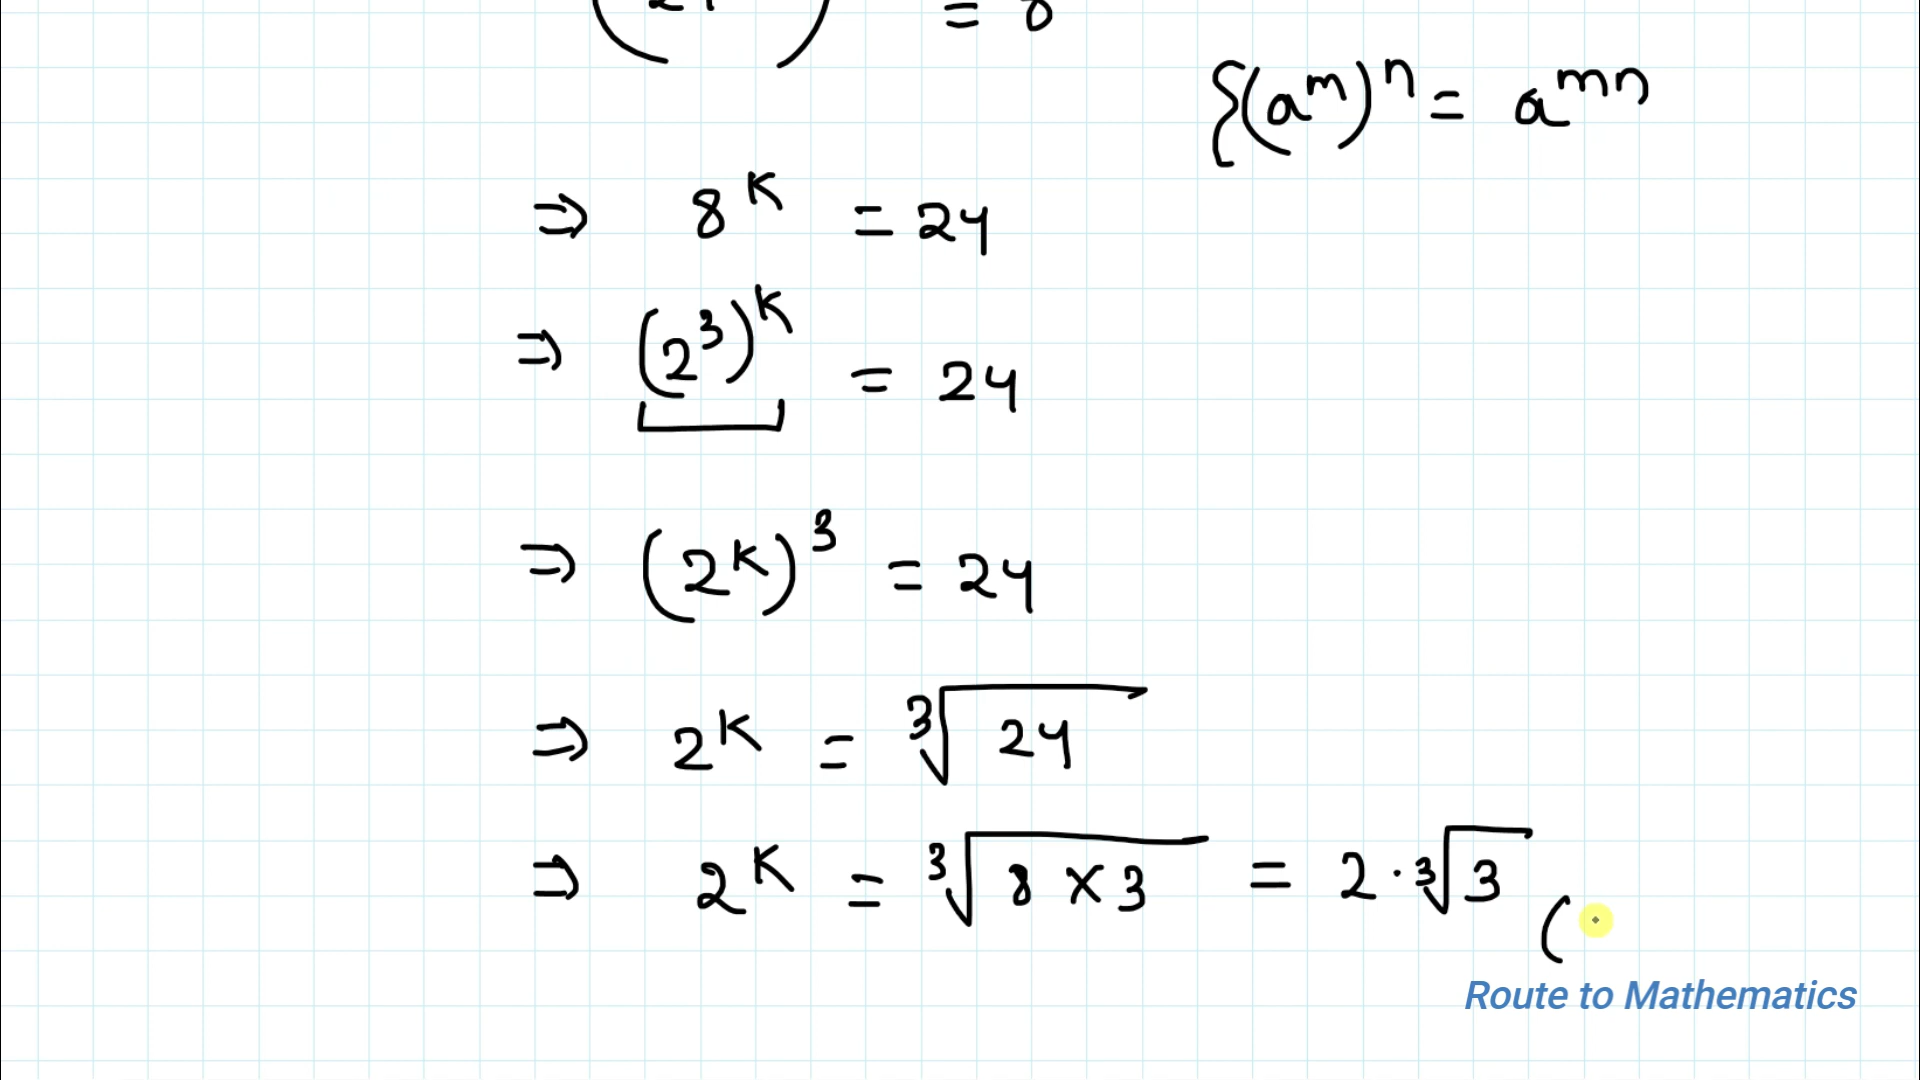 = 8
{(a^m)^n = a^mn
⇒ 8^k = 24
⇒ (2^3)^k = 24
⇒ (2^k)^3 = 24
⇒ 2^k = ∛24
⇒ 2^k = ∛(8 × 3) = 2 · ∛3 (
Route to Mathematics